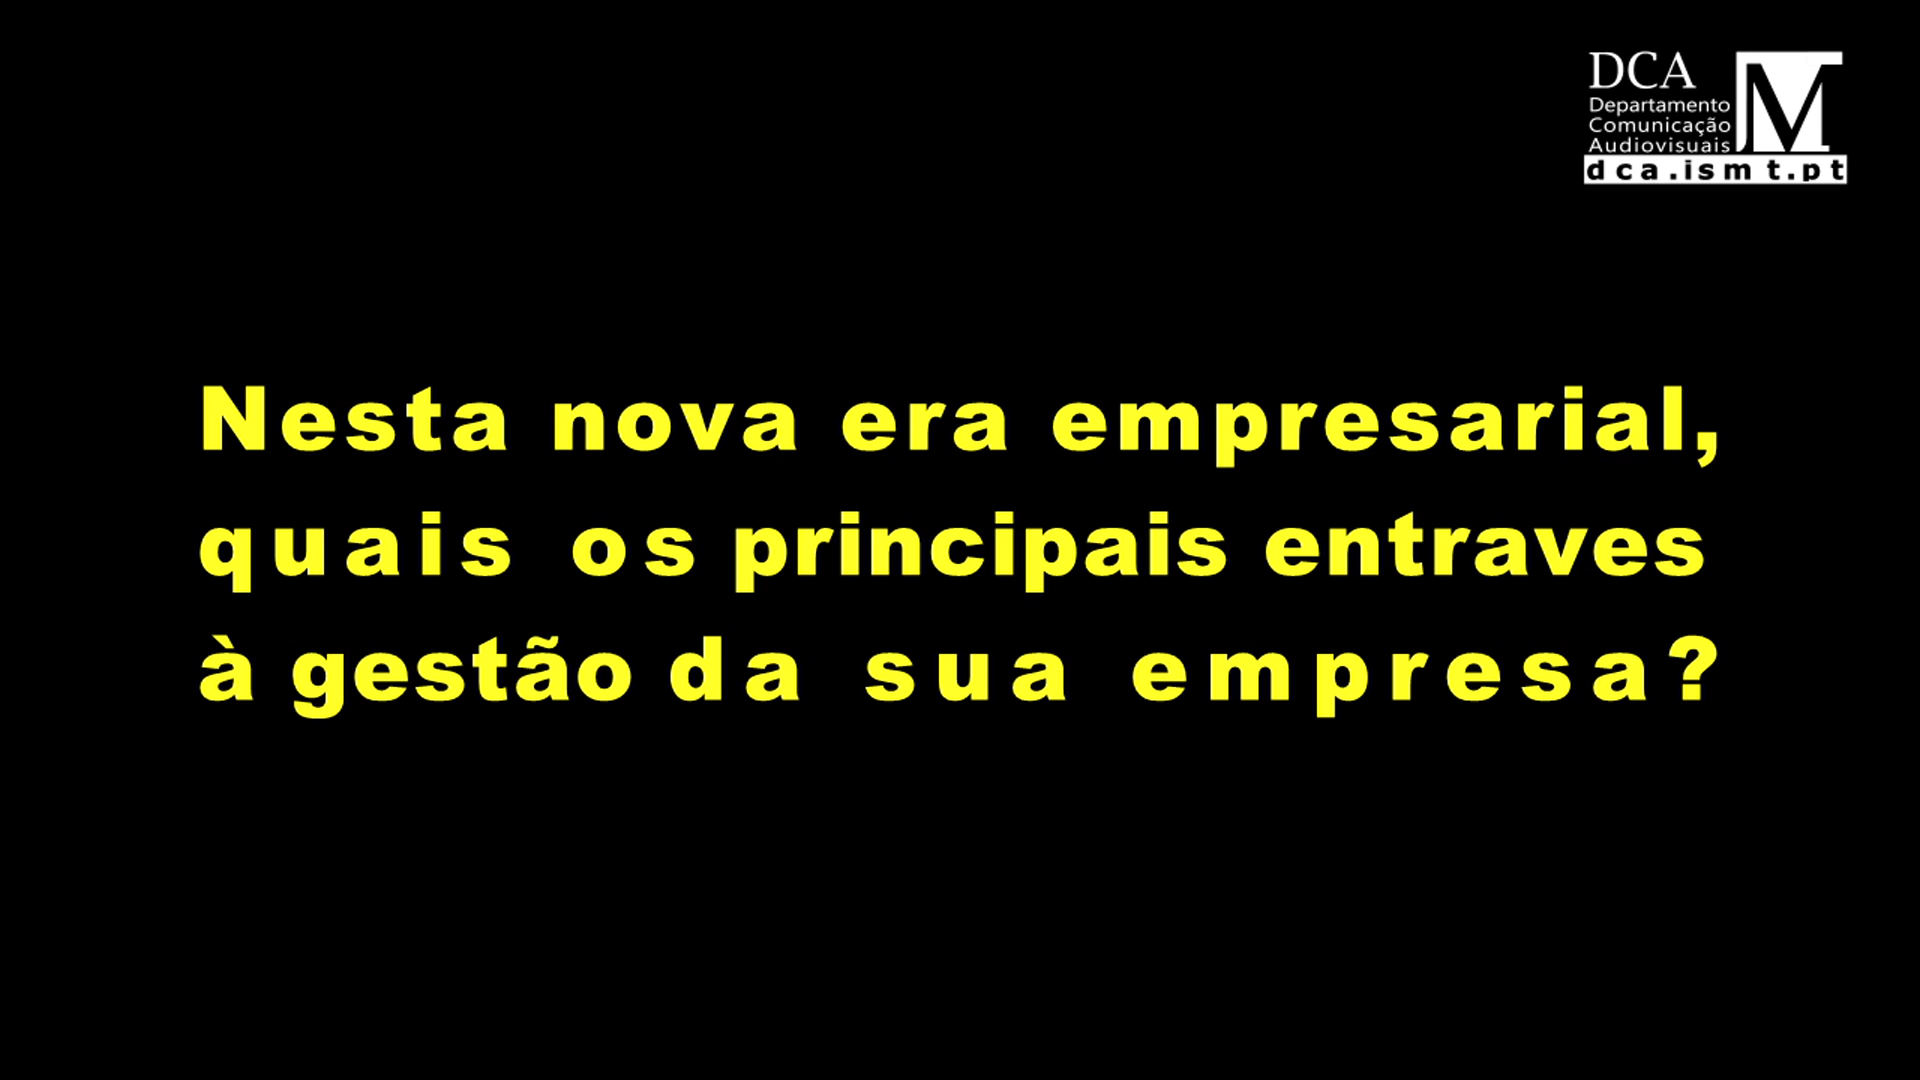 DCA
Departamento
Comunicação
Audiovisuais
M
dca.ismt.pt
Nesta nova era empresarial,
quais os principais entraves
à gestão da sua empresa?